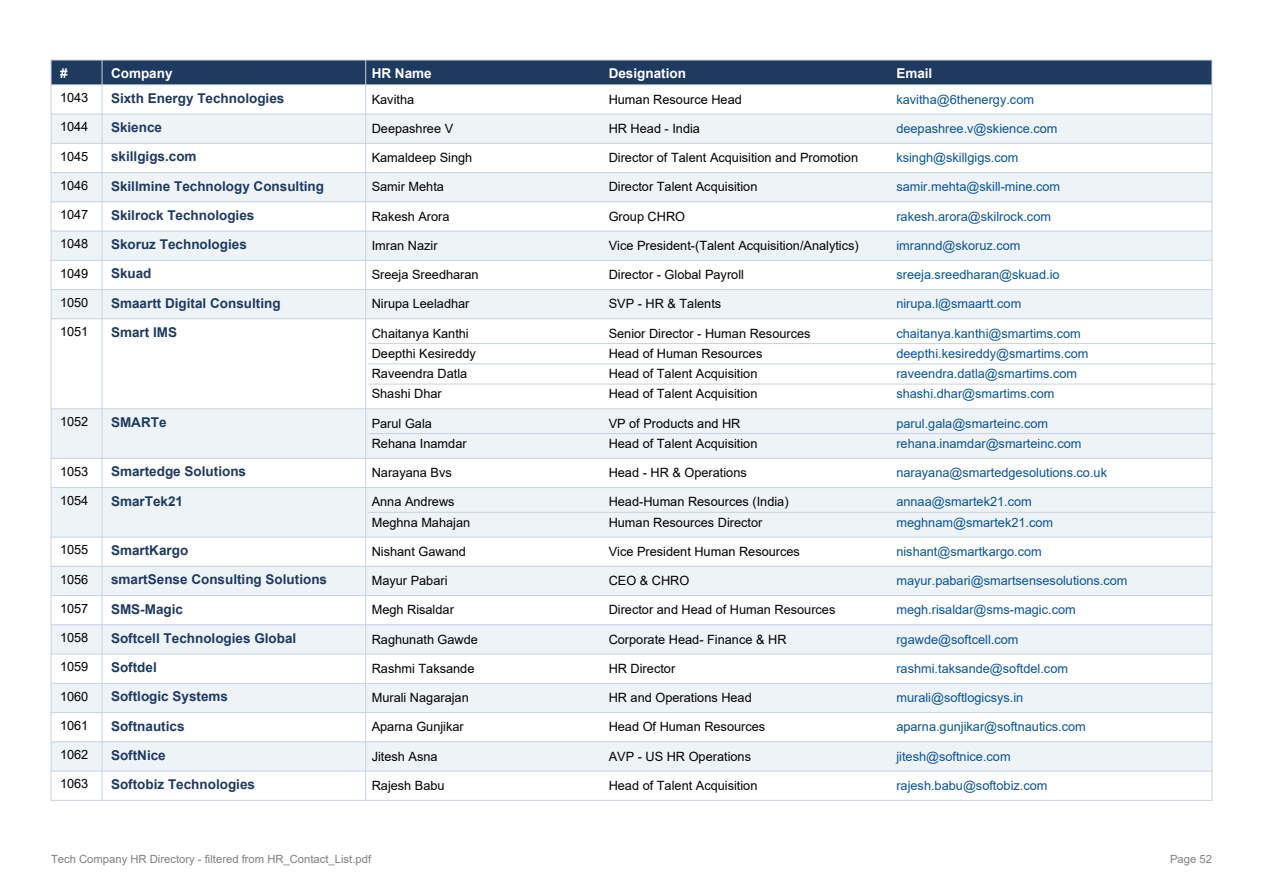 # Company HR Name Designation Email
1043 Sixth Energy Technologies Kavitha Human Resource Head kavitha@6thenergy.com
1044 Skience Deepashree V HR Head - India deepashree.v@skience.com
1045 skillgigs.com Kamaldeep Singh Director of Talent Acquisition and Promotion ksingh@skillgigs.com
1046 Skillmine Technology Consulting Samir Mehta Director Talent Acquisition samir.mehta@skill-mine.com
1047 Skilrock Technologies Rakesh Arora Group CHRO rakesh.arora@skilrock.com
1048 Skoruz Technologies Imran Nazir Vice President-(Talent Acquisition/Analytics) imrannd@skoruz.com
1049 Skuad Sreeja Sreedharan Director - Global Payroll sreeja.sreedharan@skuad.io
1050 Smaartt Digital Consulting Nirupa Leeladhar SVP - HR & Talents nirupa.l@smaartt.com
1051 Smart IMS Chaitanya Kanthi Senior Director - Human Resources chaitanya.kanthi@smartims.com
Deepthi Kesireddy Head of Human Resources deepthi.kesireddy@smartims.com
Raveendra Datla Head of Talent Acquisition raveendra.datla@smartims.com
Shashi Dhar Head of Talent Acquisition shashi.dhar@smartims.com
1052 SMARTe Parul Gala VP of Products and HR parul.gala@smarteinc.com
Rehana Inamdar Head of Talent Acquisition rehana.inamdar@smarteinc.com
1053 Smartedge Solutions Narayana Bvs Head - HR & Operations narayana@smartedgesolutions.co.uk
1054 SmarTek21 Anna Andrews Head-Human Resources (India) annaa@smartek21.com
Meghna Mahajan Human Resources Director meghnam@smartek21.com
1055 SmartKargo Nishant Gawand Vice President Human Resources nishant@smartkargo.com
1056 smartSense Consulting Solutions Mayur Pabari CEO & CHRO mayur.pabari@smartsensesolutions.com
1057 SMS-Magic Megh Risaldar Director and Head of Human Resources megh.risaldar@sms-magic.com
1058 Softcell Technologies Global Raghunath Gawde Corporate Head- Finance & HR rgawde@softcell.com
1059 Softdel Rashmi Taksande HR Director rashmi.taksande@softdel.com
1060 Softlogic Systems Murali Nagarajan HR and Operations Head murali@softlogicsys.in
1061 Softnautics Aparna Gunjikar Head Of Human Resources aparna.gunjikar@softnautics.com
1062 SoftNice Jitesh Asna AVP - US HR Operations jitesh@softnice.com
1063 Softobiz Technologies Rajesh Babu Head of Talent Acquisition rajesh.babu@softobiz.com
Tech Company HR Directory - filtered from HR_Contact_List.pdf Page 52